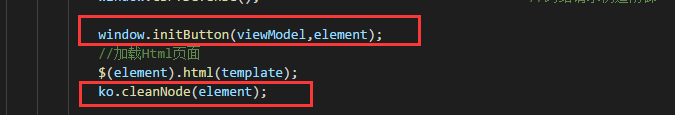 window.initButton(viewModel,element);
//加载Html页面
$(element).html(template);
ko.cleanNode(element);